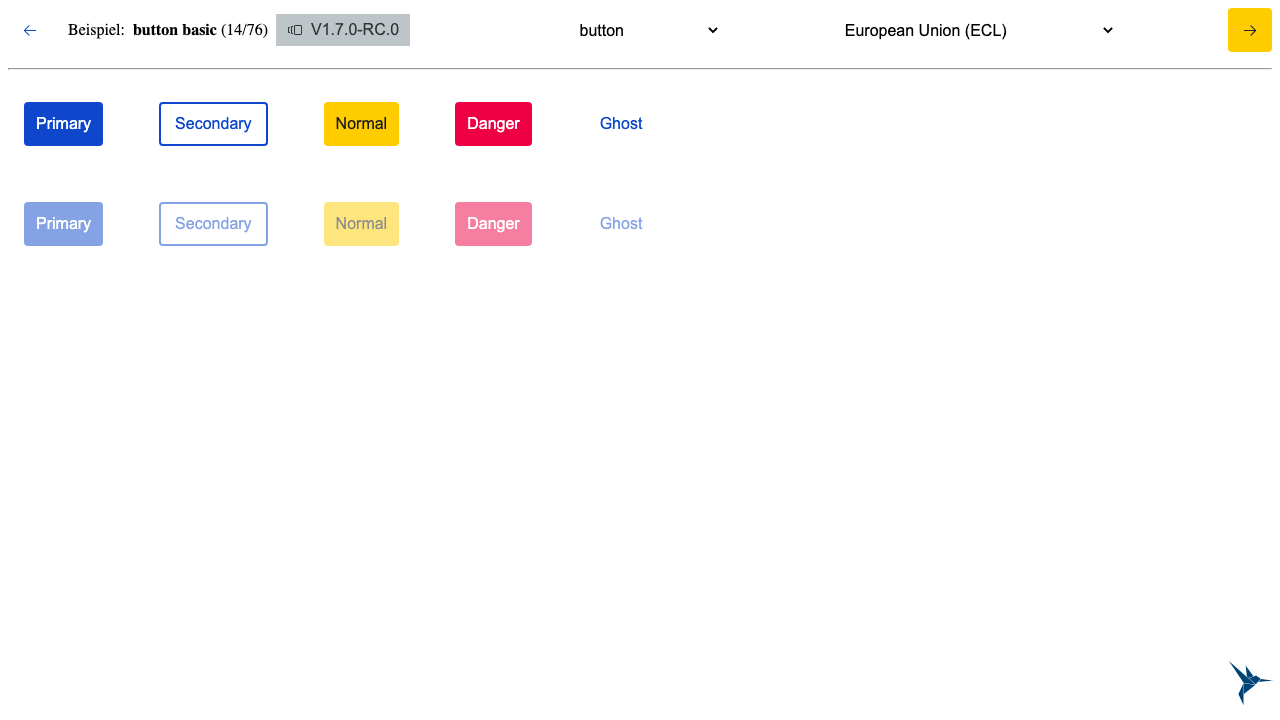 Beispiel: button basic (14/76) V1.7.0-RC.0 button European Union (ECL)
Primary Secondary Normal Danger Ghost
Primary Secondary Normal Danger Ghost